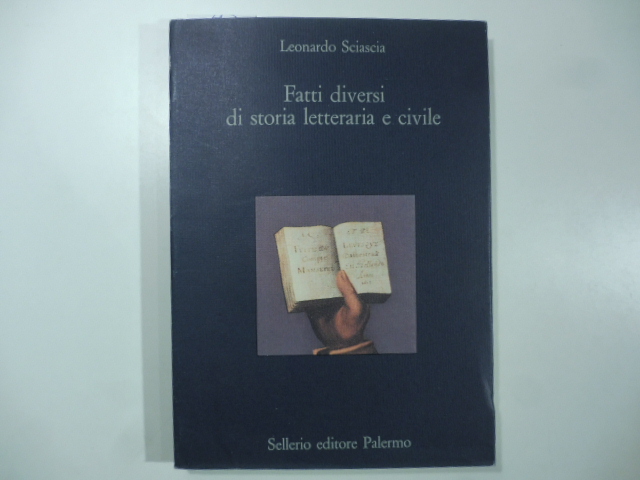 Leonardo Sciascia
Fatti diversi
di storia letteraria e civile
Sellerio editore Palermo